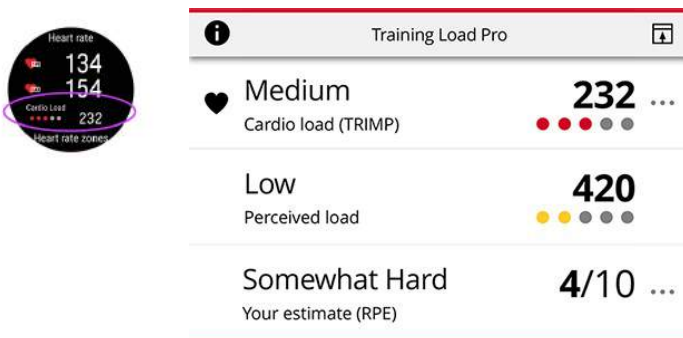 Heart rate
134
154
Cardio Load
232
Heart rate zones
Training Load Pro
Medium
232
Cardio load (TRIMP)
Low
420
Perceived load
Somewhat Hard
4/10
Your estimate (RPE)